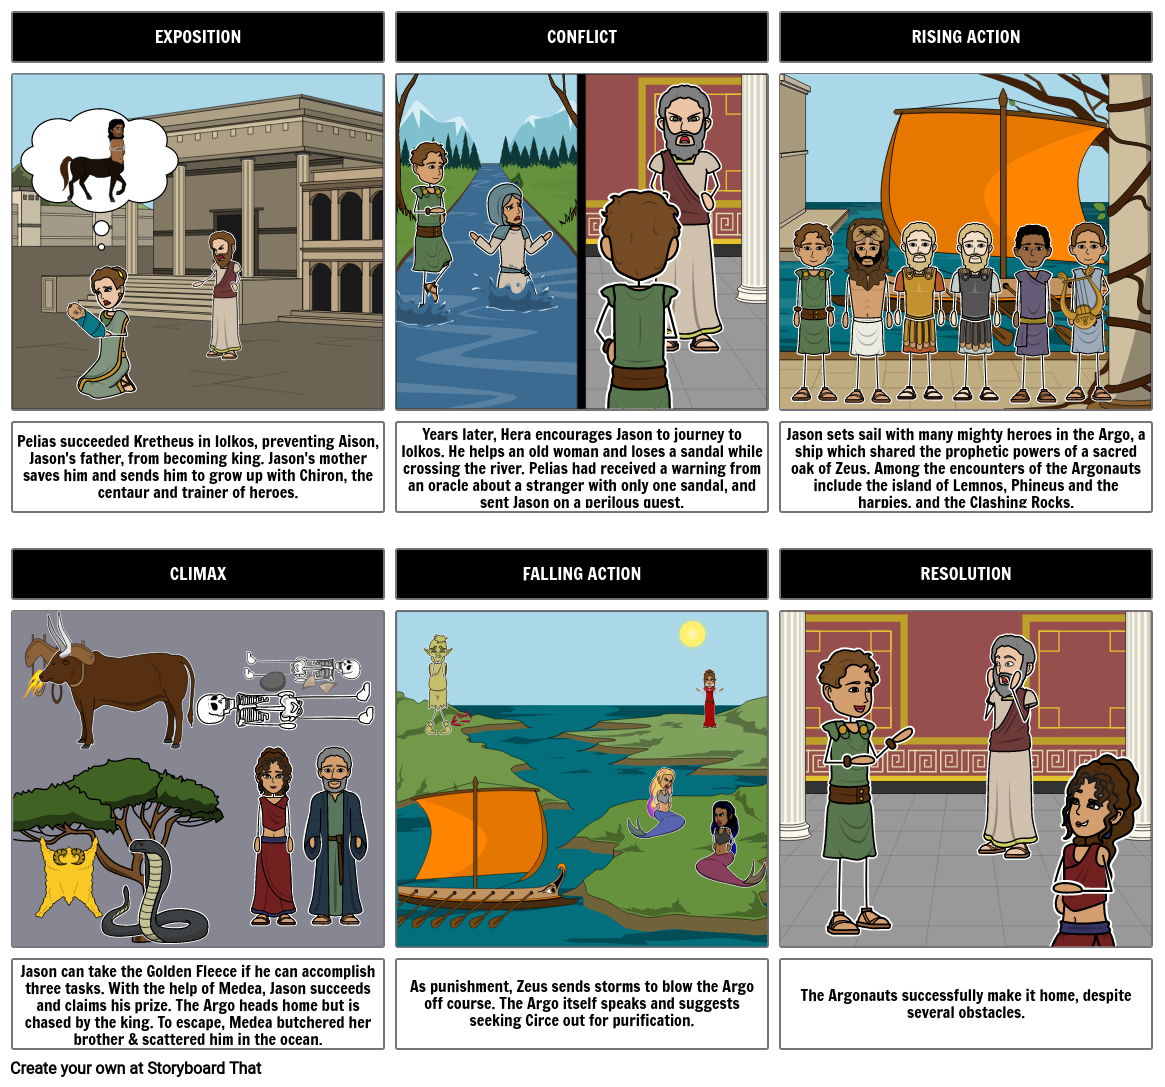 EXPOSITION
CONFLICT
RISING ACTION
Pelias succeeded Kretheus in Iolkos, preventing Aison,
Jason's father, from becoming king. Jason's mother
saves him and sends him to grow up with Chiron, the
centaur and trainer of heroes.
Years later, Hera encourages Jason to journey to
Iolkos. He helps an old woman and loses a sandal while
crossing the river. Pelias had received a warning from
an oracle about a stranger with only one sandal, and
sent Jason on a perilous quest.
Jason sets sail with many mighty heroes in the Argo, a
ship which shared the prophetic powers of a sacred
oak of Zeus. Among the encounters of the Argonauts
include the island of Lemnos, Phineus and the
harpies, and the Clashing Rocks.
CLIMAX
FALLING ACTION
RESOLUTION
Jason can take the Golden Fleece if he can accomplish
three tasks. With the help of Medea, Jason succeeds
and claims his prize. The Argo heads home but is
chased by the king. To escape, Medea butchered her
brother & scattered him in the ocean.
As punishment, Zeus sends storms to blow the Argo
off course. The Argo itself speaks and suggests
seeking Circe out for purification.
The Argonauts successfully make it home, despite
several obstacles.
Create your own at Storyboard That